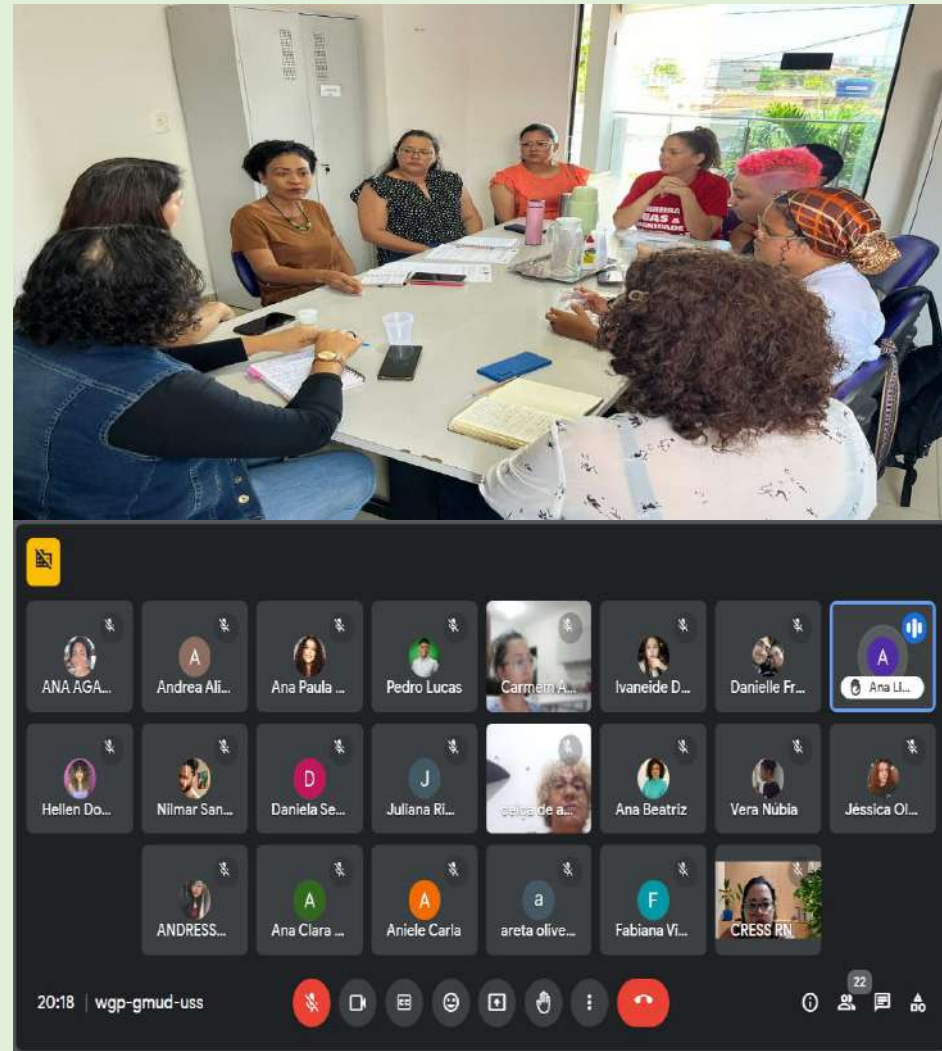 UAS &
ANA AGA...
Andrea Ali...
Ana Paula ...
Pedro Lucas
Carmem A...
Ivaneide D...
Danielle Fr...
A
Ana Li...
A
Hellen Do...
Nilmar San...
D
Daniela Se...
J
Juliana Ri...
Ana Beatriz
Vera Núbia
Jéssica Ol...
ANDRESS...
A
Ana Clara ...
A
Aniele Carla
a
areta olive...
F
Fabiana Vi...
CRESS RN
20:18 | wgp-gmud-uss
22